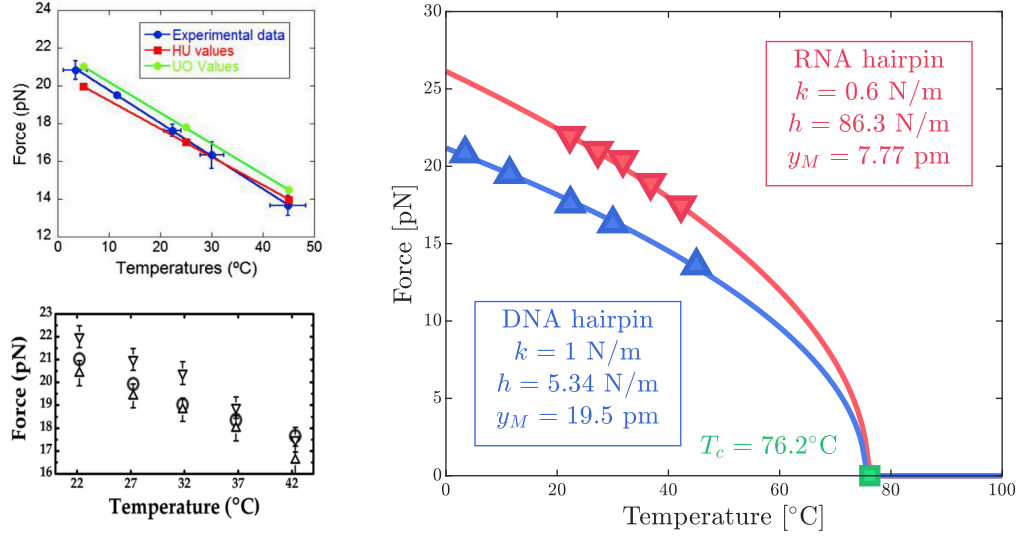 24
22
20
18
16
14
12
Force (pN)
Experimental data
HU values
UO Values
0 10 20 30 40 50
Temperatures (ºC)
23
22
21
20
19
18
17
16
Force (pN)
22 27 32 37 42
Temperature (°C)
30
25
20
15
10
5
0
Force [pN]
RNA hairpin
k = 0.6 N/m
h = 86.3 N/m
y_M = 7.77 pm
DNA hairpin
k = 1 N/m
h = 5.34 N/m
y_M = 19.5 pm
T_c = 76.2°C
0 20 40 60 80 100
Temperature [°C]